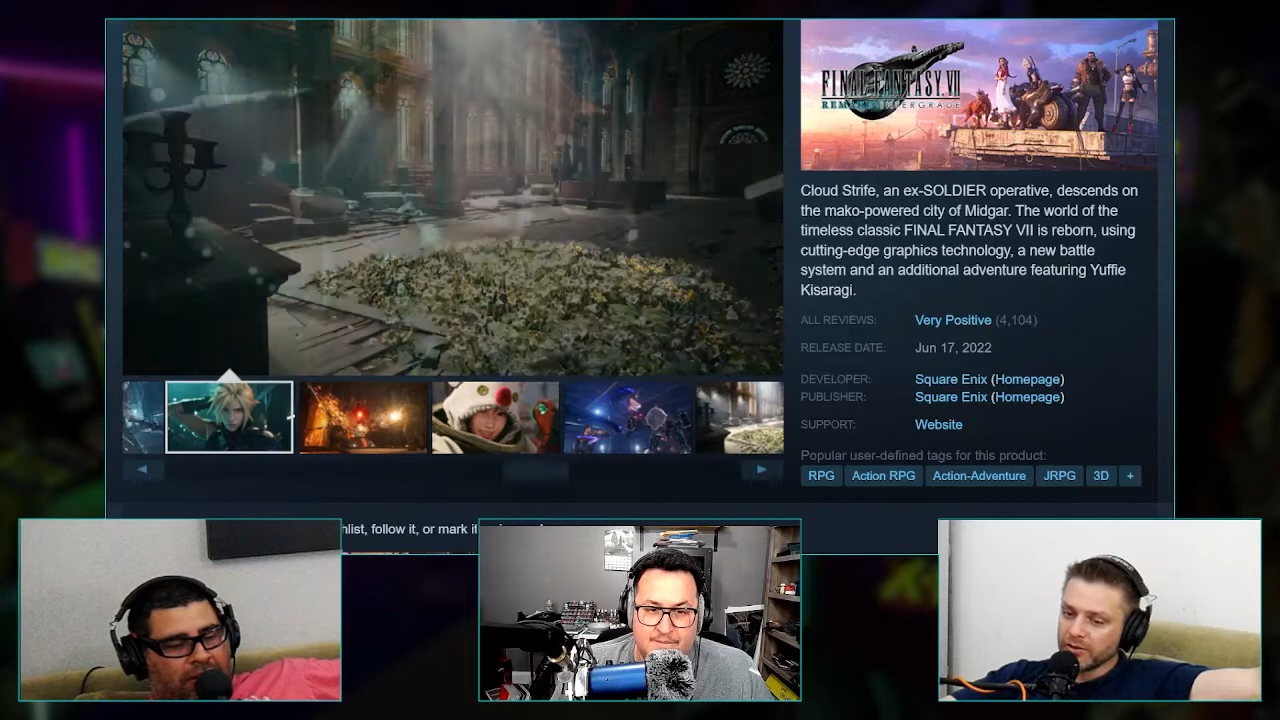 FINAL FANTASY VII
REMAKE INTERGRADE
Cloud Strife, an ex-SOLDIER operative, descends on
the mako-powered city of Midgar. The world of the
timeless classic FINAL FANTASY VII is reborn, using
cutting-edge graphics technology, a new battle
system and an additional adventure featuring Yuffie
Kisaragi.
ALL REVIEWS: Very Positive (4,104)
RELEASE DATE: Jun 17, 2022
DEVELOPER: Square Enix (Homepage)
PUBLISHER: Square Enix (Homepage)
SUPPORT: Website
Popular user-defined tags for this product:
RPG Action RPG Action-Adventure JRPG 3D +
hlist, follow it, or mark it